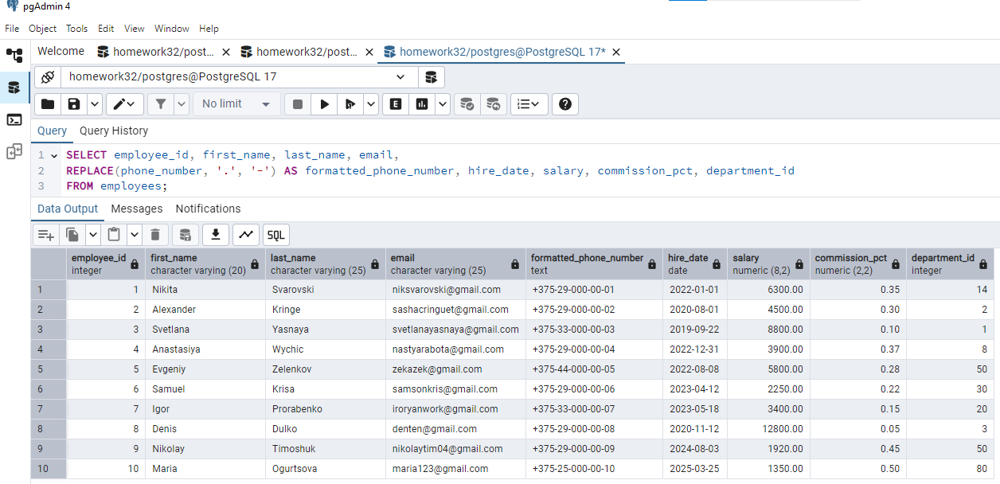 pgAdmin 4
File Object Tools Edit View Window Help
Welcome homework32/post... homework32/post... homework32/postgres@PostgreSQL 17*
homework32/postgres@PostgreSQL 17
No limit E
Query Query History
1 SELECT employee_id, first_name, last_name, email,
2 REPLACE(phone_number, '.', '-') AS formatted_phone_number, hire_date, salary, commission_pct, department_id
3 FROM employees;
Data Output Messages Notifications
SQL
employee_id first_name last_name email formatted_phone_number hire_date salary commission_pct department_id
integer character varying (20) character varying (25) character varying (25) text date numeric (8,2) numeric (2,2) integer
1 1 Nikita Svarovski niksvarovski@gmail.com +375-29-000-00-01 2022-01-01 6300.00 0.35 14
2 2 Alexander Kringe sashacringuet@gmail.com +375-29-000-00-02 2020-08-01 4500.00 0.30 2
3 3 Svetlana Yasnaya svetlanayasnaya@gmail.com +375-33-000-00-03 2019-09-22 8800.00 0.10 1
4 4 Anastasiya Wychic nastyarabota@gmail.com +375-29-000-00-04 2022-12-31 3900.00 0.37 8
5 5 Evgeniy Zelenkov zekazek@gmail.com +375-44-000-00-05 2022-08-08 5800.00 0.28 50
6 6 Samuel Krisa samsonkris@gmail.com +375-29-000-00-06 2023-04-12 2250.00 0.22 30
7 7 Igor Prorabenko iroryanwork@gmail.com +375-33-000-00-07 2023-05-18 3400.00 0.15 20
8 8 Denis Dulko denten@gmail.com +375-29-000-00-08 2020-11-12 12800.00 0.05 3
9 9 Nikolay Timoshuk nikolaytim04@gmail.com +375-29-000-00-09 2024-08-03 1920.00 0.45 50
10 10 Maria Ogurtsova maria123@gmail.com +375-25-000-00-10 2025-03-25 1350.00 0.50 80